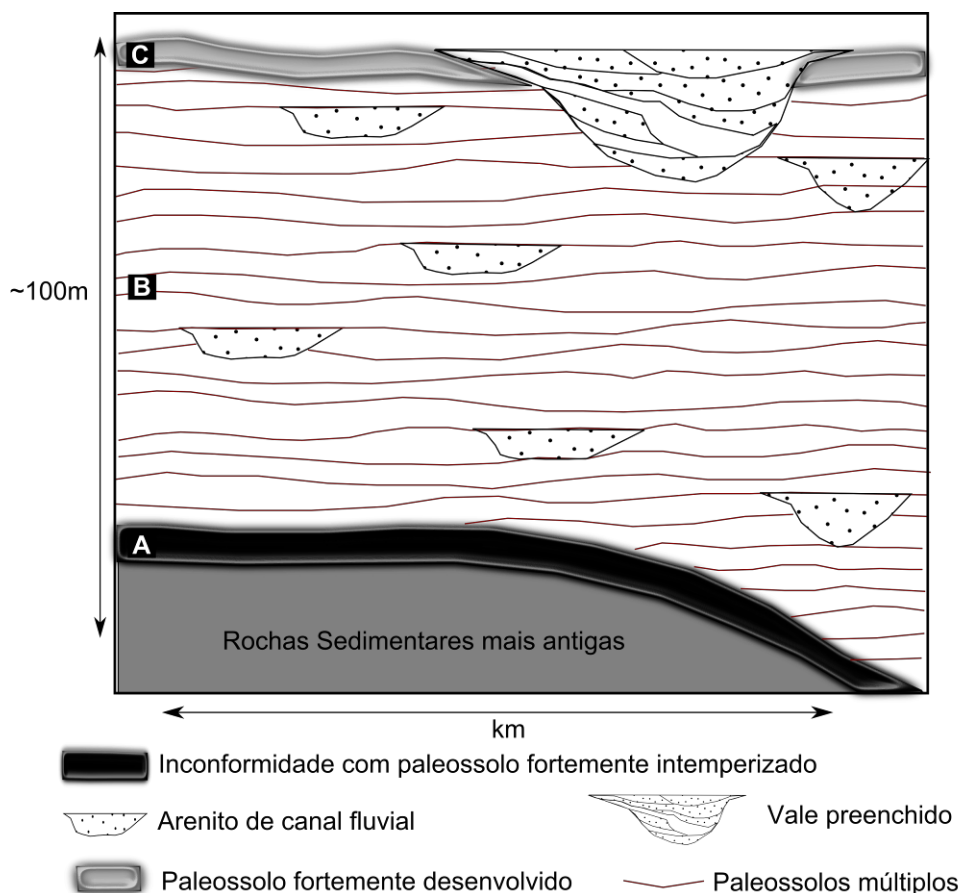 C
~100m
B
A
Rochas Sedimentares mais antigas
km
Inconformidade com paleossolo fortemente intemperizado
Arenito de canal fluvial
Vale preenchido
Paleossolo fortemente desenvolvido
Paleossolos múltiplos